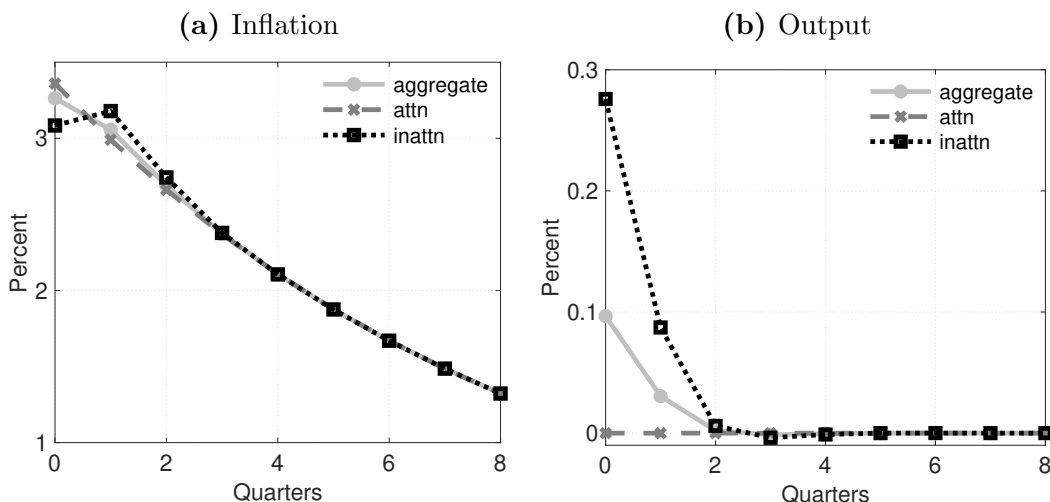 (a) Inflation
aggregate
attn
inattn
3
2
1
0 2 4 6 8
Percent
Quarters
(b) Output
aggregate
attn
inattn
0.3
0.2
0.1
0
0 2 4 6 8
Percent
Quarters